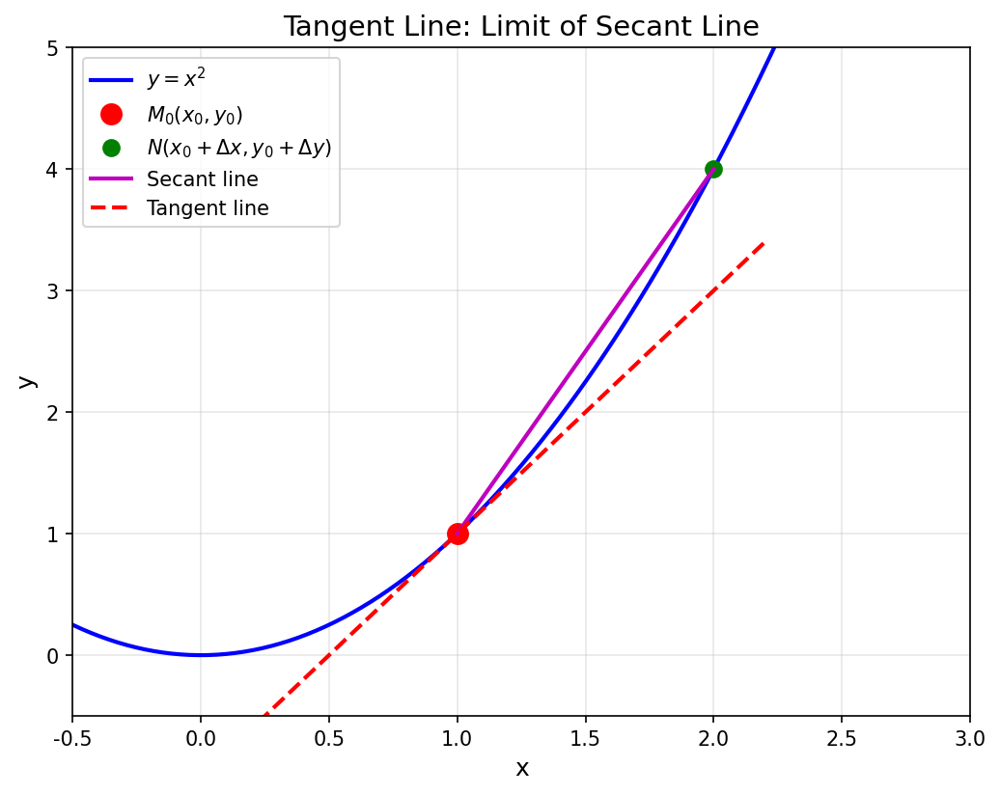 Tangent Line: Limit of Secant Line
y = x²
M₀(x₀, y₀)
N(x₀ + Δx, y₀ + Δy)
Secant line
Tangent line
5
4
3
2
1
0
y
-0.5 0.0 0.5 1.0 1.5 2.0 2.5 3.0
x